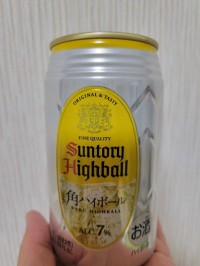 ORIGINAL & TASTY
FINE QUALITY
Suntory
Highball
角ハイボール
KAKU HIGHBALL
ALC.7%
お酒